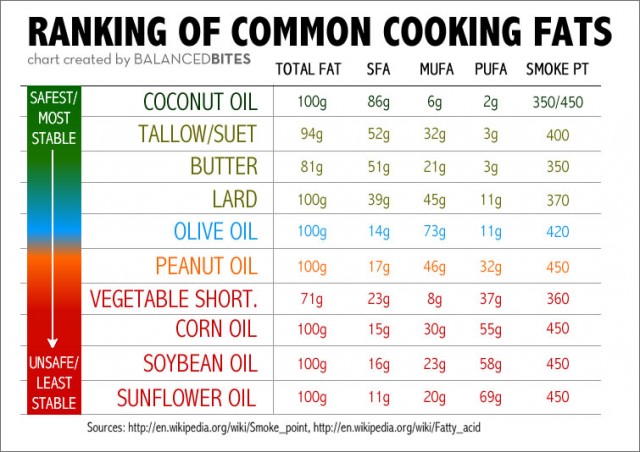 RANKING OF COMMON COOKING FATS
chart created by BALANCEDBITES
TOTAL FAT SFA MUFA PUFA SMOKE PT
SAFEST/
MOST
STABLE
COCONUT OIL 100g 86g 6g 2g 350/450
TALLOW/SUET 94g 52g 32g 3g 400
BUTTER 81g 51g 21g 3g 350
LARD 100g 39g 45g 11g 370
OLIVE OIL 100g 14g 73g 11g 420
PEANUT OIL 100g 17g 46g 32g 450
VEGETABLE SHORT. 71g 23g 8g 37g 360
CORN OIL 100g 15g 30g 55g 450
SOYBEAN OIL 100g 16g 23g 58g 450
SUNFLOWER OIL 100g 11g 20g 69g 450
UNSAFE/
LEAST
STABLE
Sources: http://en.wikipedia.org/wiki/Smoke_point, http://en.wikipedia.org/wiki/Fatty_acid